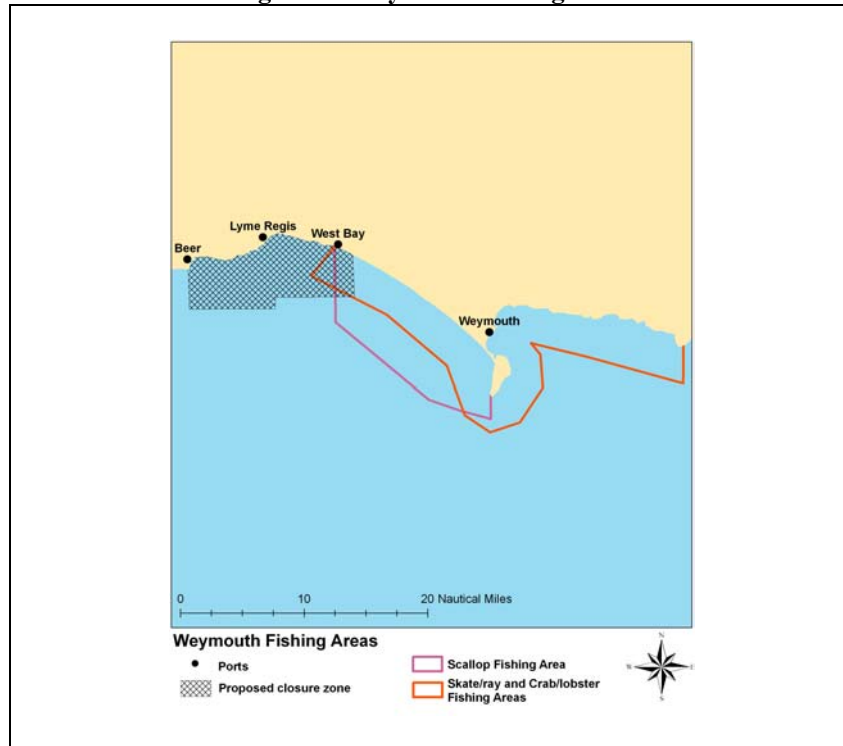 Lyme Regis
West Bay
Beer
Weymouth
0 10 20 Nautical Miles
Weymouth Fishing Areas
Ports
Proposed closure zone
Scallop Fishing Area
Skate/ray and Crab/lobster
Fishing Areas
N
W E
S